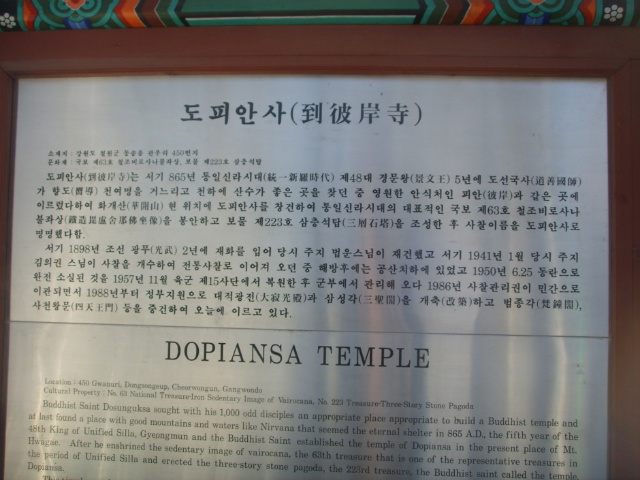 도피안사(到彼岸寺)
소재지 : 강원도 철원군 동송읍 관우리 450번지
문화재 : 국보 제63호 철조비로사나불좌상, 보물 제223호 삼층석탑
도피안사(到彼岸寺)는 서기 865년 통일신라시대(統一新羅時代) 제48대 경문왕(景文王) 5년에 도선국사(道善國師)
가 향도(嚮導) 천여명을 거느리고 천하에 산수가 좋은 곳을 찾던 중 영원한 안식처인 피안(彼岸)과 같은 곳에
이르렀다하여 화개산(華開山) 현 위치에 도피안사를 창건하여 통일신라시대의 대표적인 국보 제63호 철조비로사나
불좌상(鐵造毘盧舍那佛坐像)을 봉안하고 보물 제223호 삼층석탑(三層石塔)을 조성한 후 사찰이름을 도피안사로
명명했다함.
서기 1898년 조선 광무(光武) 2년에 재화를 입어 당시 주지 범운스님이 재건했고 서기 1941년 1월 당시 주지
김의권 스님이 사찰을 개수하여 전통사찰로 이어져 오던 중 해방후에는 공산치하에 있었고 1950년 6.25 동란으로
완전 소실된 것을 1957년 11월 육군 제15사단에서 복원한후 군부에서 관리해 오다 1986년 사찰관리권이 민간으로
이관되면서 1988년부터 정부지원으로 대적광전(大寂光殿)과 삼성각(三聖閣)을 개축(改築)하고 범종각(梵鐘閣),
사천왕문(四天王門) 등을 중건하여 오늘에 이르고 있다.
DOPIANSA TEMPLE
Location : 450 Gwanuri, Dongsongeup, Cheorwongun, Gangwondo
Cultural Property : No. 63 National Treasure-Iron Sedentary Image of Vairocana, No. 223 Treasure-Three-Story Stone Pagoda
Buddhist Saint Dosunguksa sought with his 1,000 odd disciples an appropriate place appropriate to build a Buddhist temple and
at last found a place with good mountains and waters like Nirvana that seemed the eternal shelter in 865 A.D., the fifth year of the
48th King of Unified Silla, Gyeongmun and the Buddhist Saint established the temple of Dopiansa in the present place of Mt.
Hwagae. After he enshrined the sedentary image of vairocana, the 63th treasure that is one of the representative treasures in
the period of Unified Silla and erected the three-story stone pagoda, the 223rd treasure, the Buddhist saint called the temple,
Dopiansa.